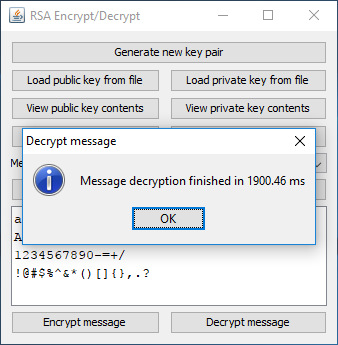 RSA Encrypt/Decrypt
Generate new key pair
Load public key from file
Load private key from file
View public key contents
View private key contents
Decrypt message
Message decryption finished in 1900.46 ms
OK
1234567890-=+/
!@#$%^&*()[]{},.?
Encrypt message
Decrypt message